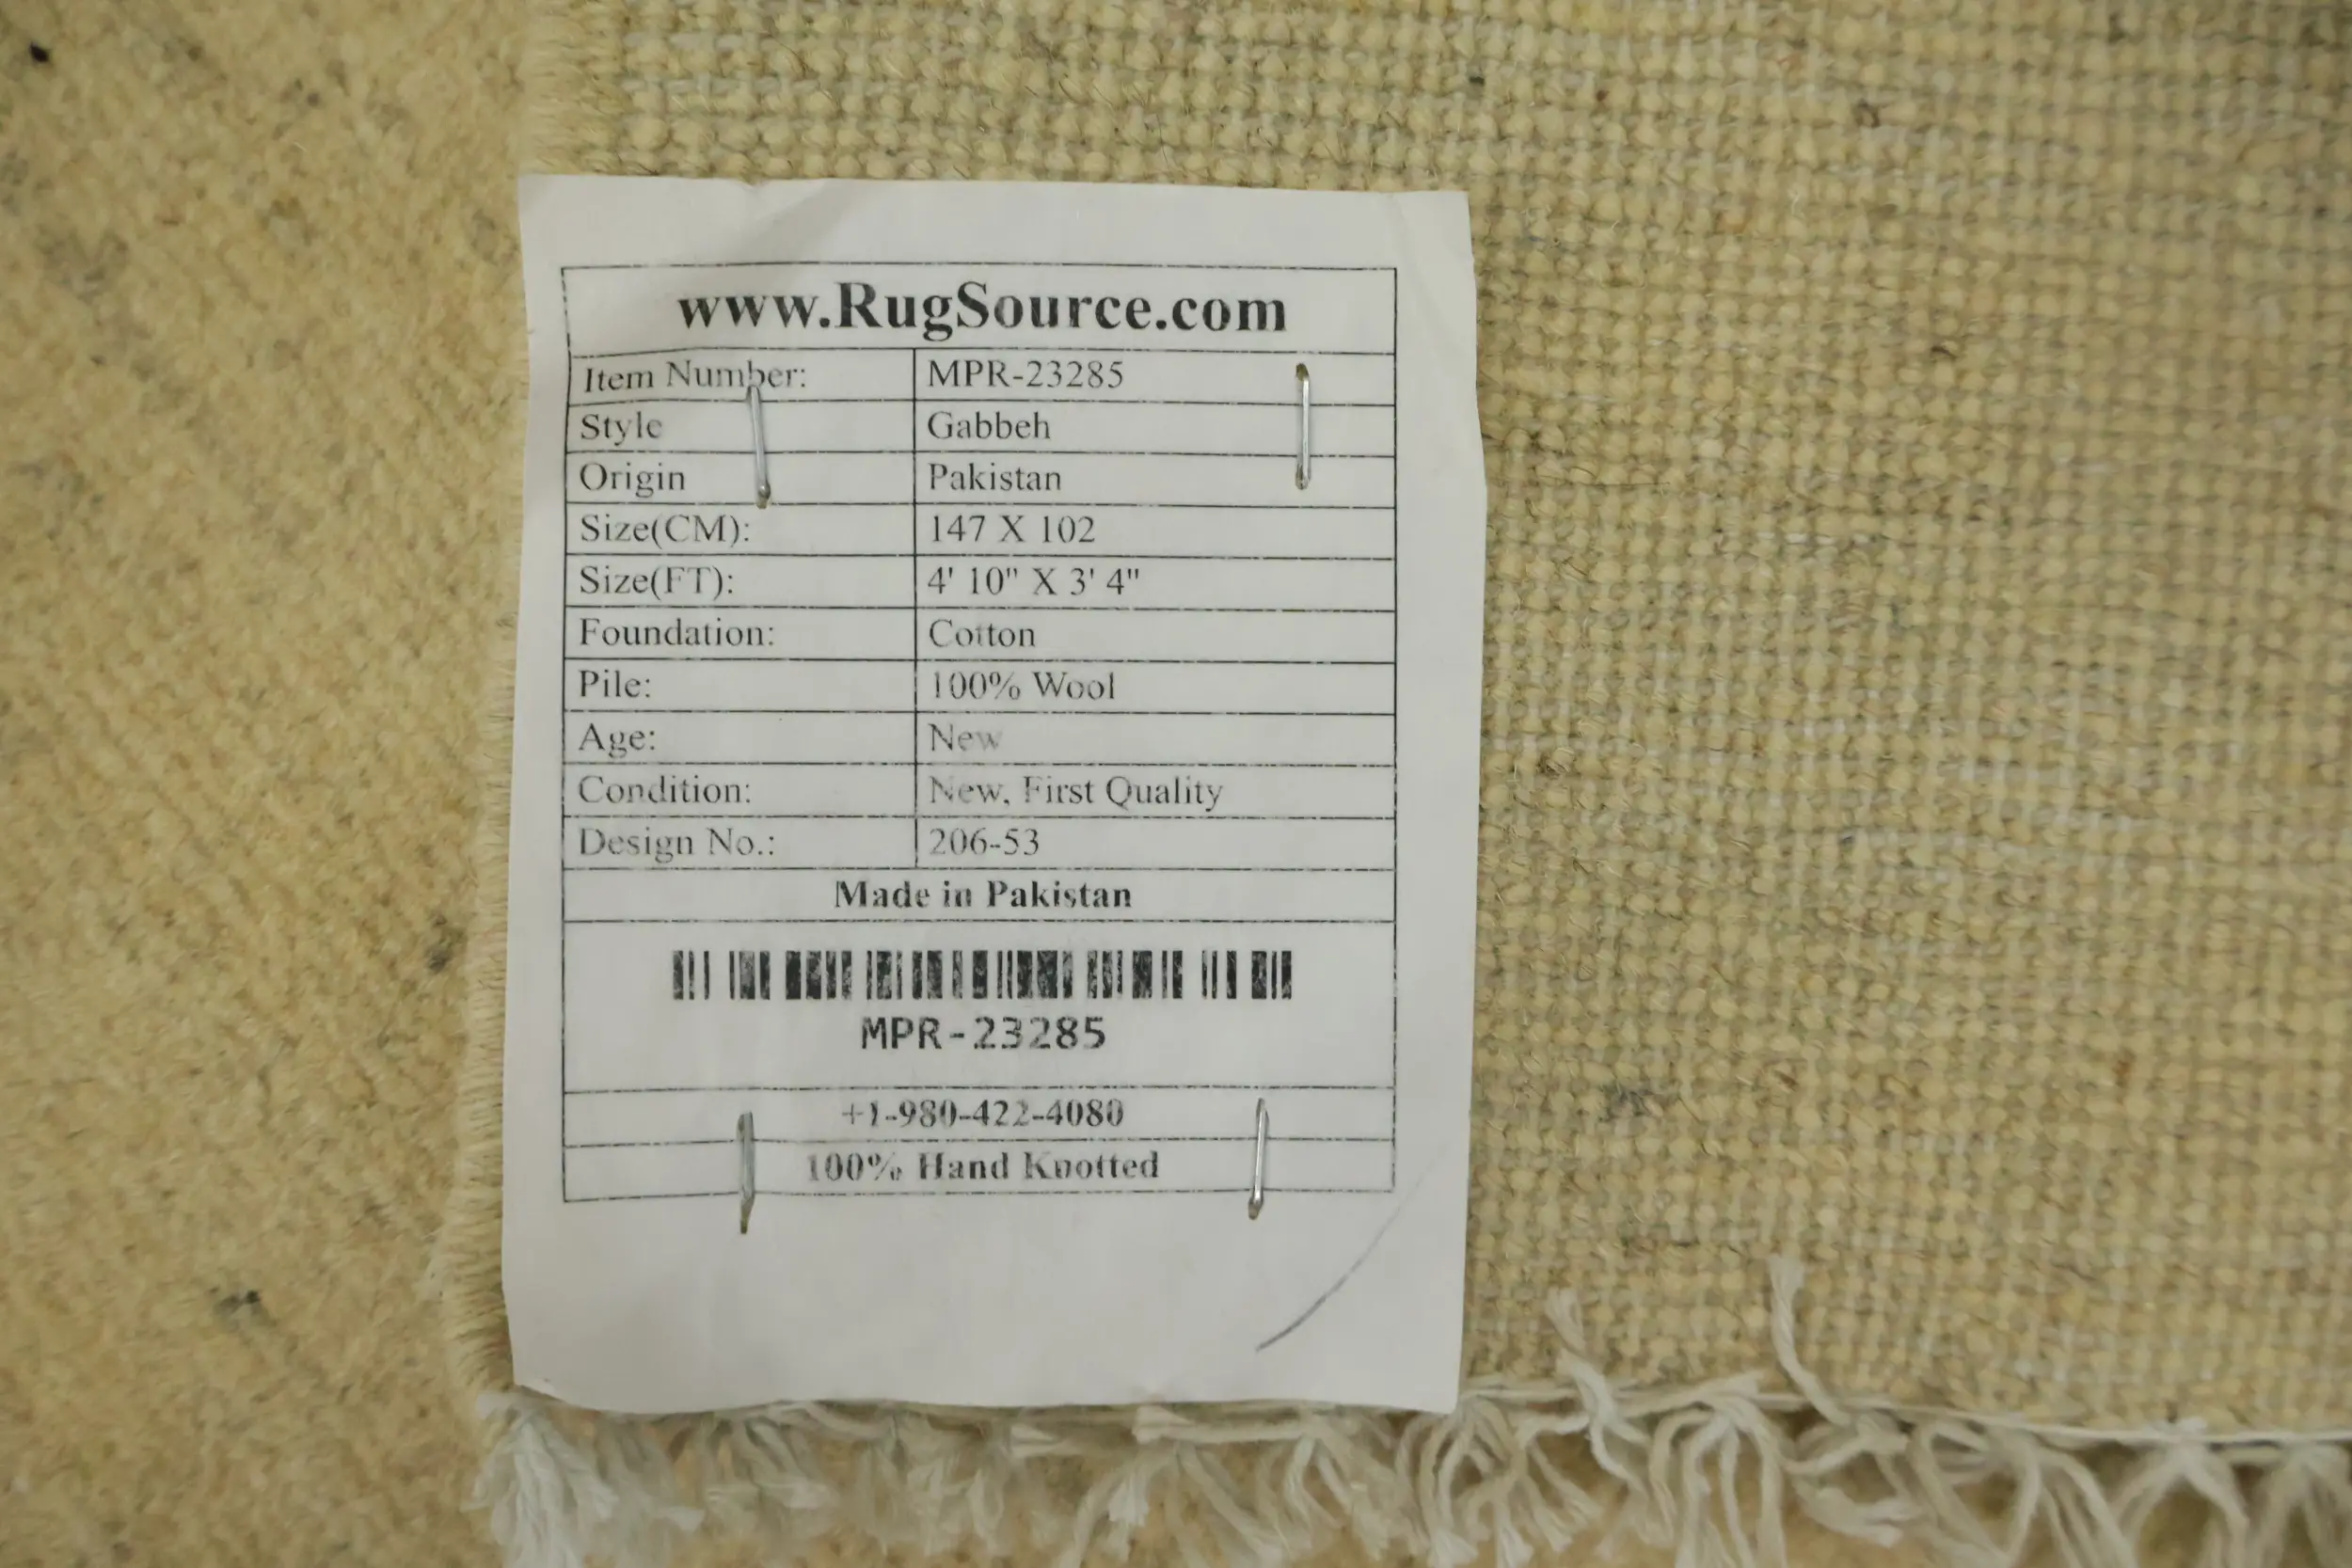 www.RugSource.com
Item Number: MPR-23285
Style Gabbeh
Origin Pakistan
Size(CM): 147 X 102
Size(FT): 4' 10" X 3' 4"
Foundation: Cotton
Pile: 100% Wool
Age: New
Condition: New, First Quality
Design No.: 206-53
Made in Pakistan
MPR-23285
+1-980-422-4080
100% Hand Knotted